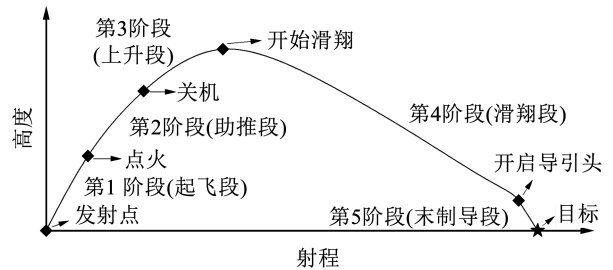 第3阶段
(上升段)
开始滑翔
关机
第2阶段(助推段)
第4阶段(滑翔段)
高度
点火
开启导引头
第1 阶段(起飞段)
发射点
第5阶段(末制导段)
目标
射程